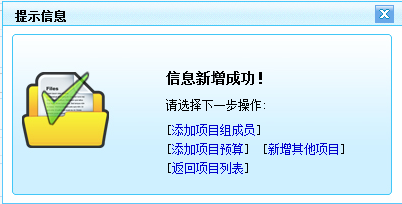 提示信息
Files
信息新增成功!
请选择下一步操作:
[添加项目组成员]
[添加项目预算] [新增其他项目]
[返回项目列表]